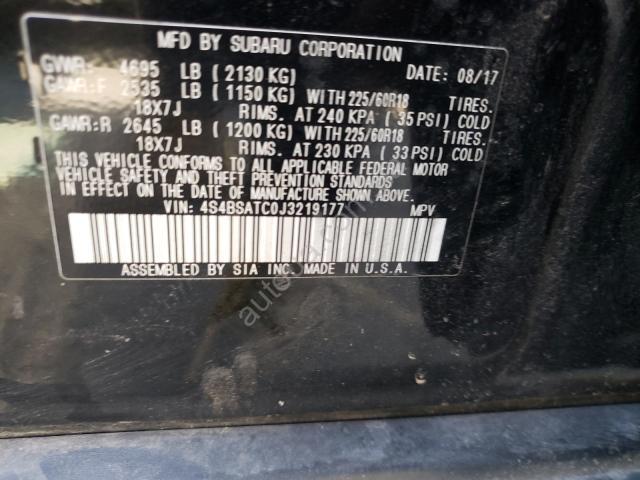 MFD BY SUBARU CORPORATION
GVWR: 4695 LB ( 2130 KG) DATE: 08/17
GAWR:F 2535 LB ( 1150 KG) WITH 225/60R18 TIRES.
18X7J RIMS. AT 240 KPA ( 35 PSI) COLD
GAWR:R 2645 LB ( 1200 KG) WITH 225/60R18 TIRES.
18X7J RIMS. AT 230 KPA ( 33 PSI) COLD
THIS VEHICLE CONFORMS TO ALL APPLICABLE FEDERAL MOTOR
VEHICLE SAFETY AND THEFT PREVENTION STANDARDS
IN EFFECT ON THE DATE OF MANUFACTURE SHOWN ABOVE.
VIN: 4S4BSATC0J3219177 MPV
ASSEMBLED BY SIA INC. MADE IN U.S.A.